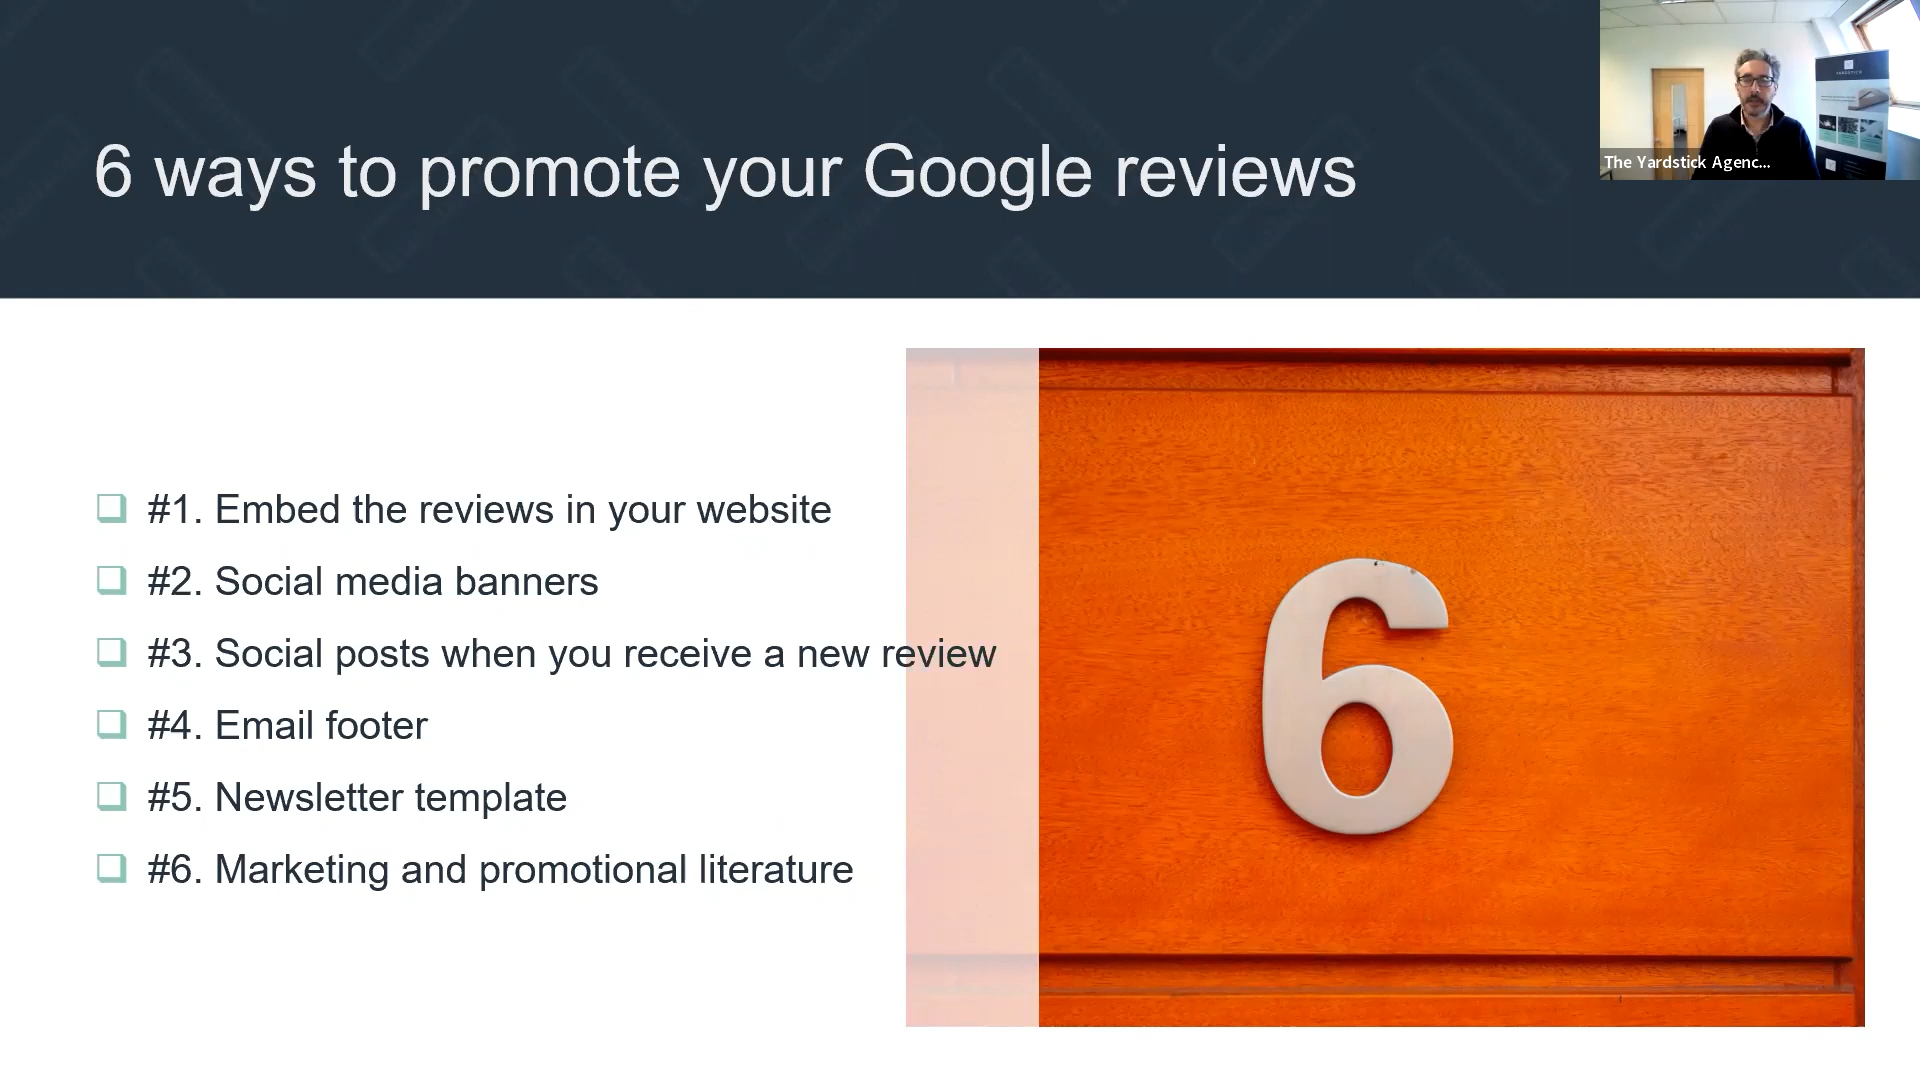 6 ways to promote your Google reviews
The Yardstick Agenc...
YARDSTICK
#1. Embed the reviews in your website
#2. Social media banners
#3. Social posts when you receive a new review
#4. Email footer
#5. Newsletter template
#6. Marketing and promotional literature
6